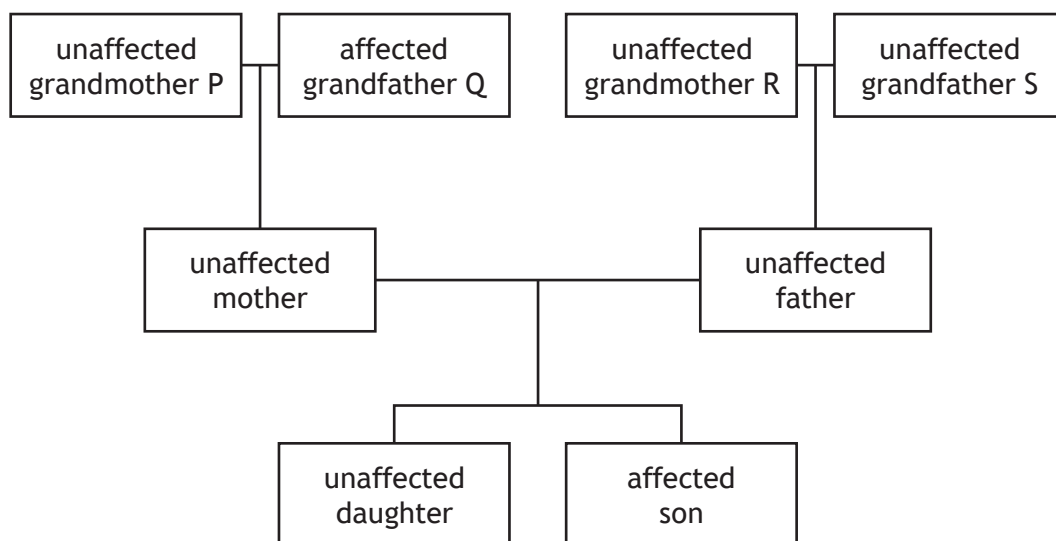 unaffected
grandmother P
affected
grandfather Q
unaffected
grandmother R
unaffected
grandfather S
unaffected
mother
unaffected
father
unaffected
daughter
affected
son